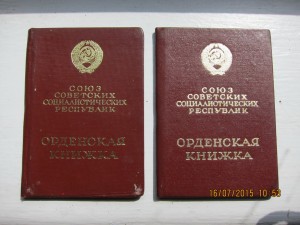 СОЮЗ
СОВЕТСКИХ
СОЦИАЛИСТИЧЕСКИХ
РЕСПУБЛИК
ОРДЕНСКАЯ
КНИЖКА
СОЮЗ
СОВЕТСКИХ
СОЦИАЛИСТИЧЕСКИХ
РЕСПУБЛИК
ОРДЕНСКАЯ
КНИЖКА
16/07/2015 10:53